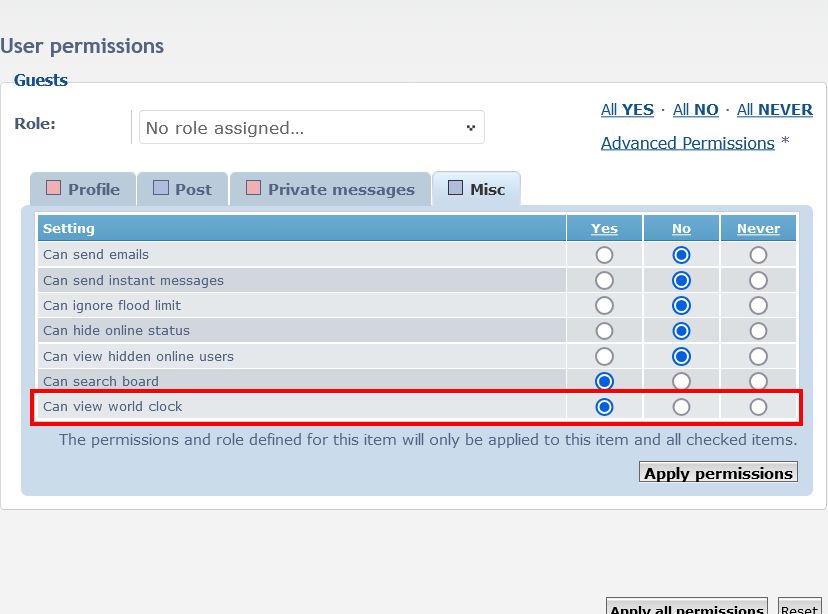 User permissions
Guests
Role:
No role assigned...
All YES · All NO · All NEVER
Advanced Permissions *
Profile
Post
Private messages
Misc
Setting Yes No Never
Can send emails
Can send instant messages
Can ignore flood limit
Can hide online status
Can view hidden online users
Can search board
Can view world clock
The permissions and role defined for this item will only be applied to this item and all checked items.
Apply permissions
Apply all permissions Reset